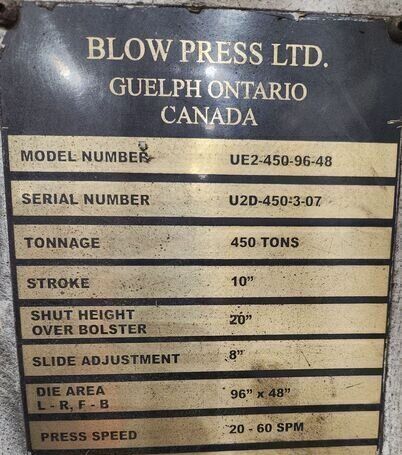 BLOW PRESS LTD.
GUELPH ONTARIO
CANADA
MODEL NUMBER UE2-450-96-48
SERIAL NUMBER U2D-450-3-07
TONNAGE 450 TONS
STROKE 10"
SHUT HEIGHT
OVER BOLSTER 20"
SLIDE ADJUSTMENT 8"
DIE AREA
L - R, F - B 96" x 48"
PRESS SPEED 20 - 60 SPM